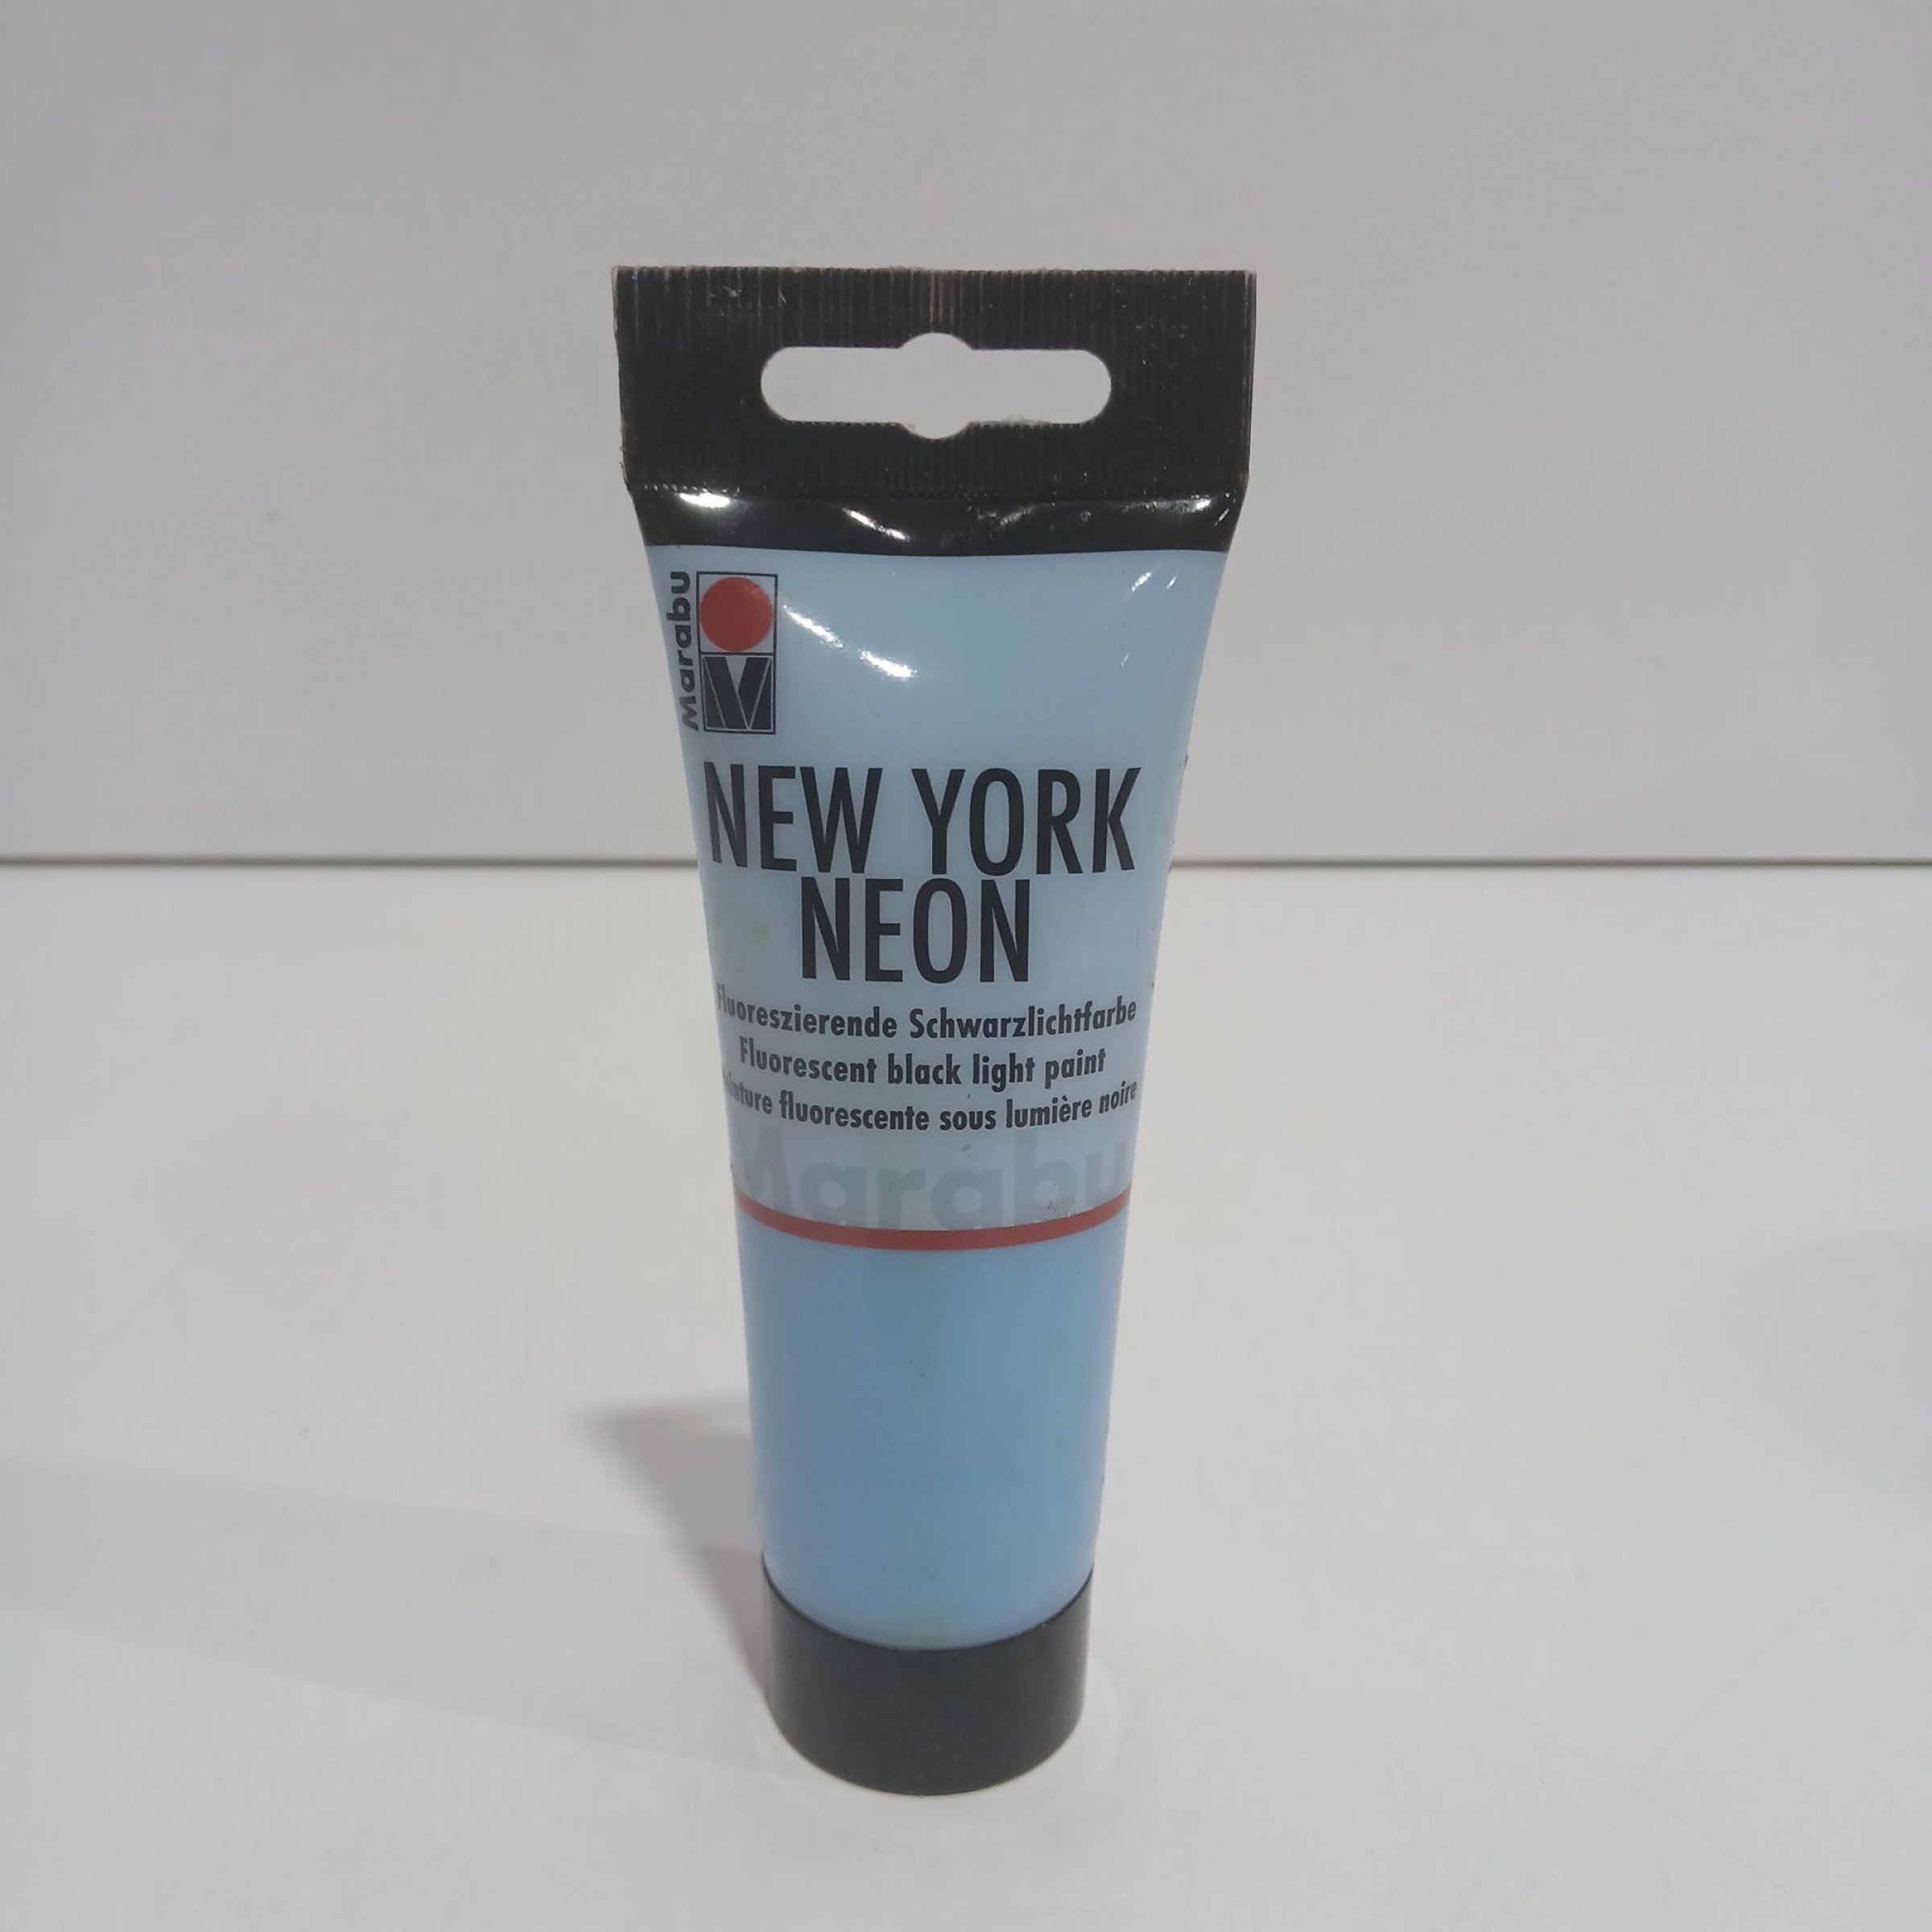 Marabu
NEW YORK
NEON
Fluoreszierende Schwarzlichtfarbe
Fluorescent black light paint
fluorescente sous lumière noire
Marabu